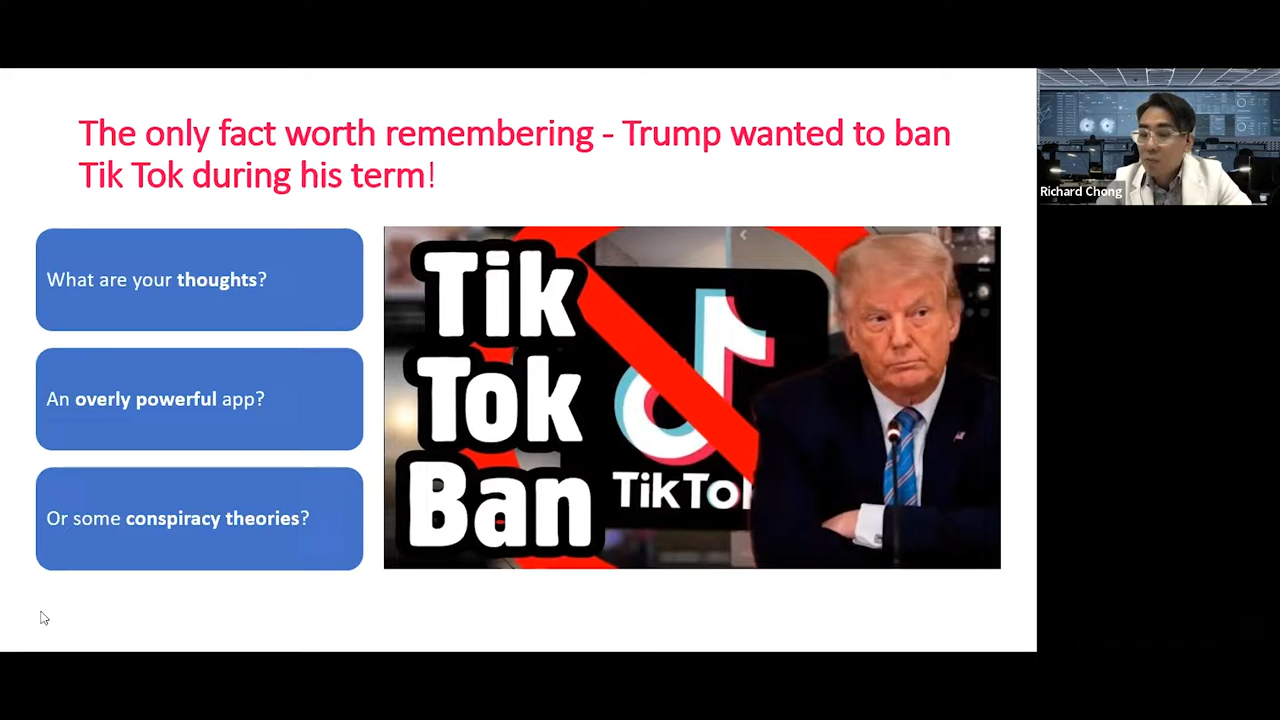 The only fact worth remembering - Trump wanted to ban
Tik Tok during his term!
What are your thoughts?
An overly powerful app?
Or some conspiracy theories?
Tik
Tok
Ban
TikTok
Richard Chong